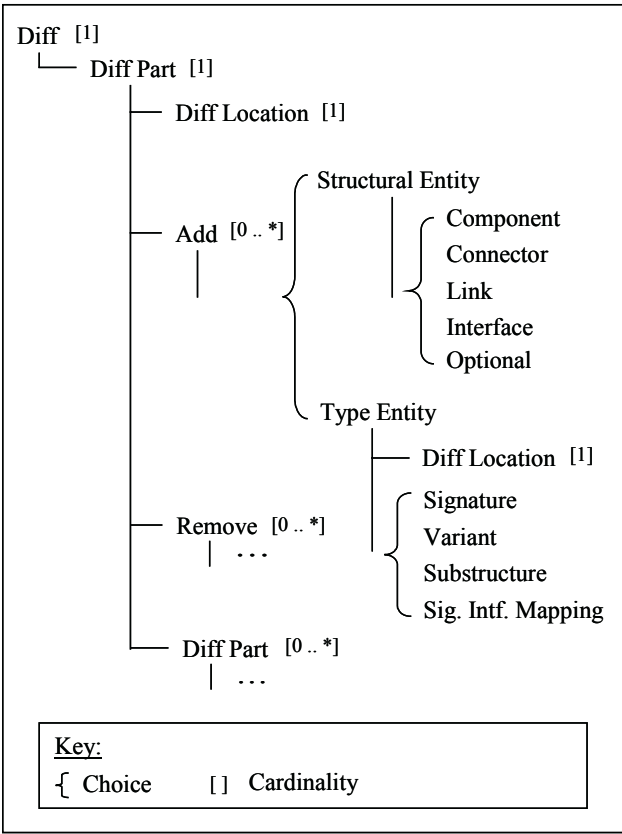 Diff [1]
Diff Part [1]
Diff Location [1]
Structural Entity
Add [0 .. *]
Component
Connector
Link
Interface
Optional
Type Entity
Diff Location [1]
Signature
Variant
Substructure
Sig. Intf. Mapping
Remove [0 .. *]
...
Diff Part [0 .. *]
...
Key:
{ Choice [ ] Cardinality